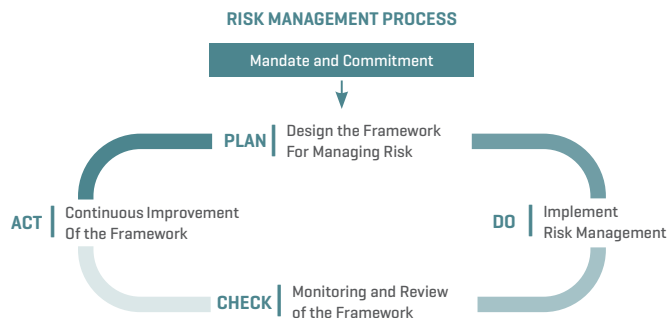 RISK MANAGEMENT PROCESS
Mandate and Commitment
PLAN
Design the Framework
For Managing Risk
ACT
Continuous Improvement
Of the Framework
DO
Implement
Risk Management
CHECK
Monitoring and Review
of the Framework